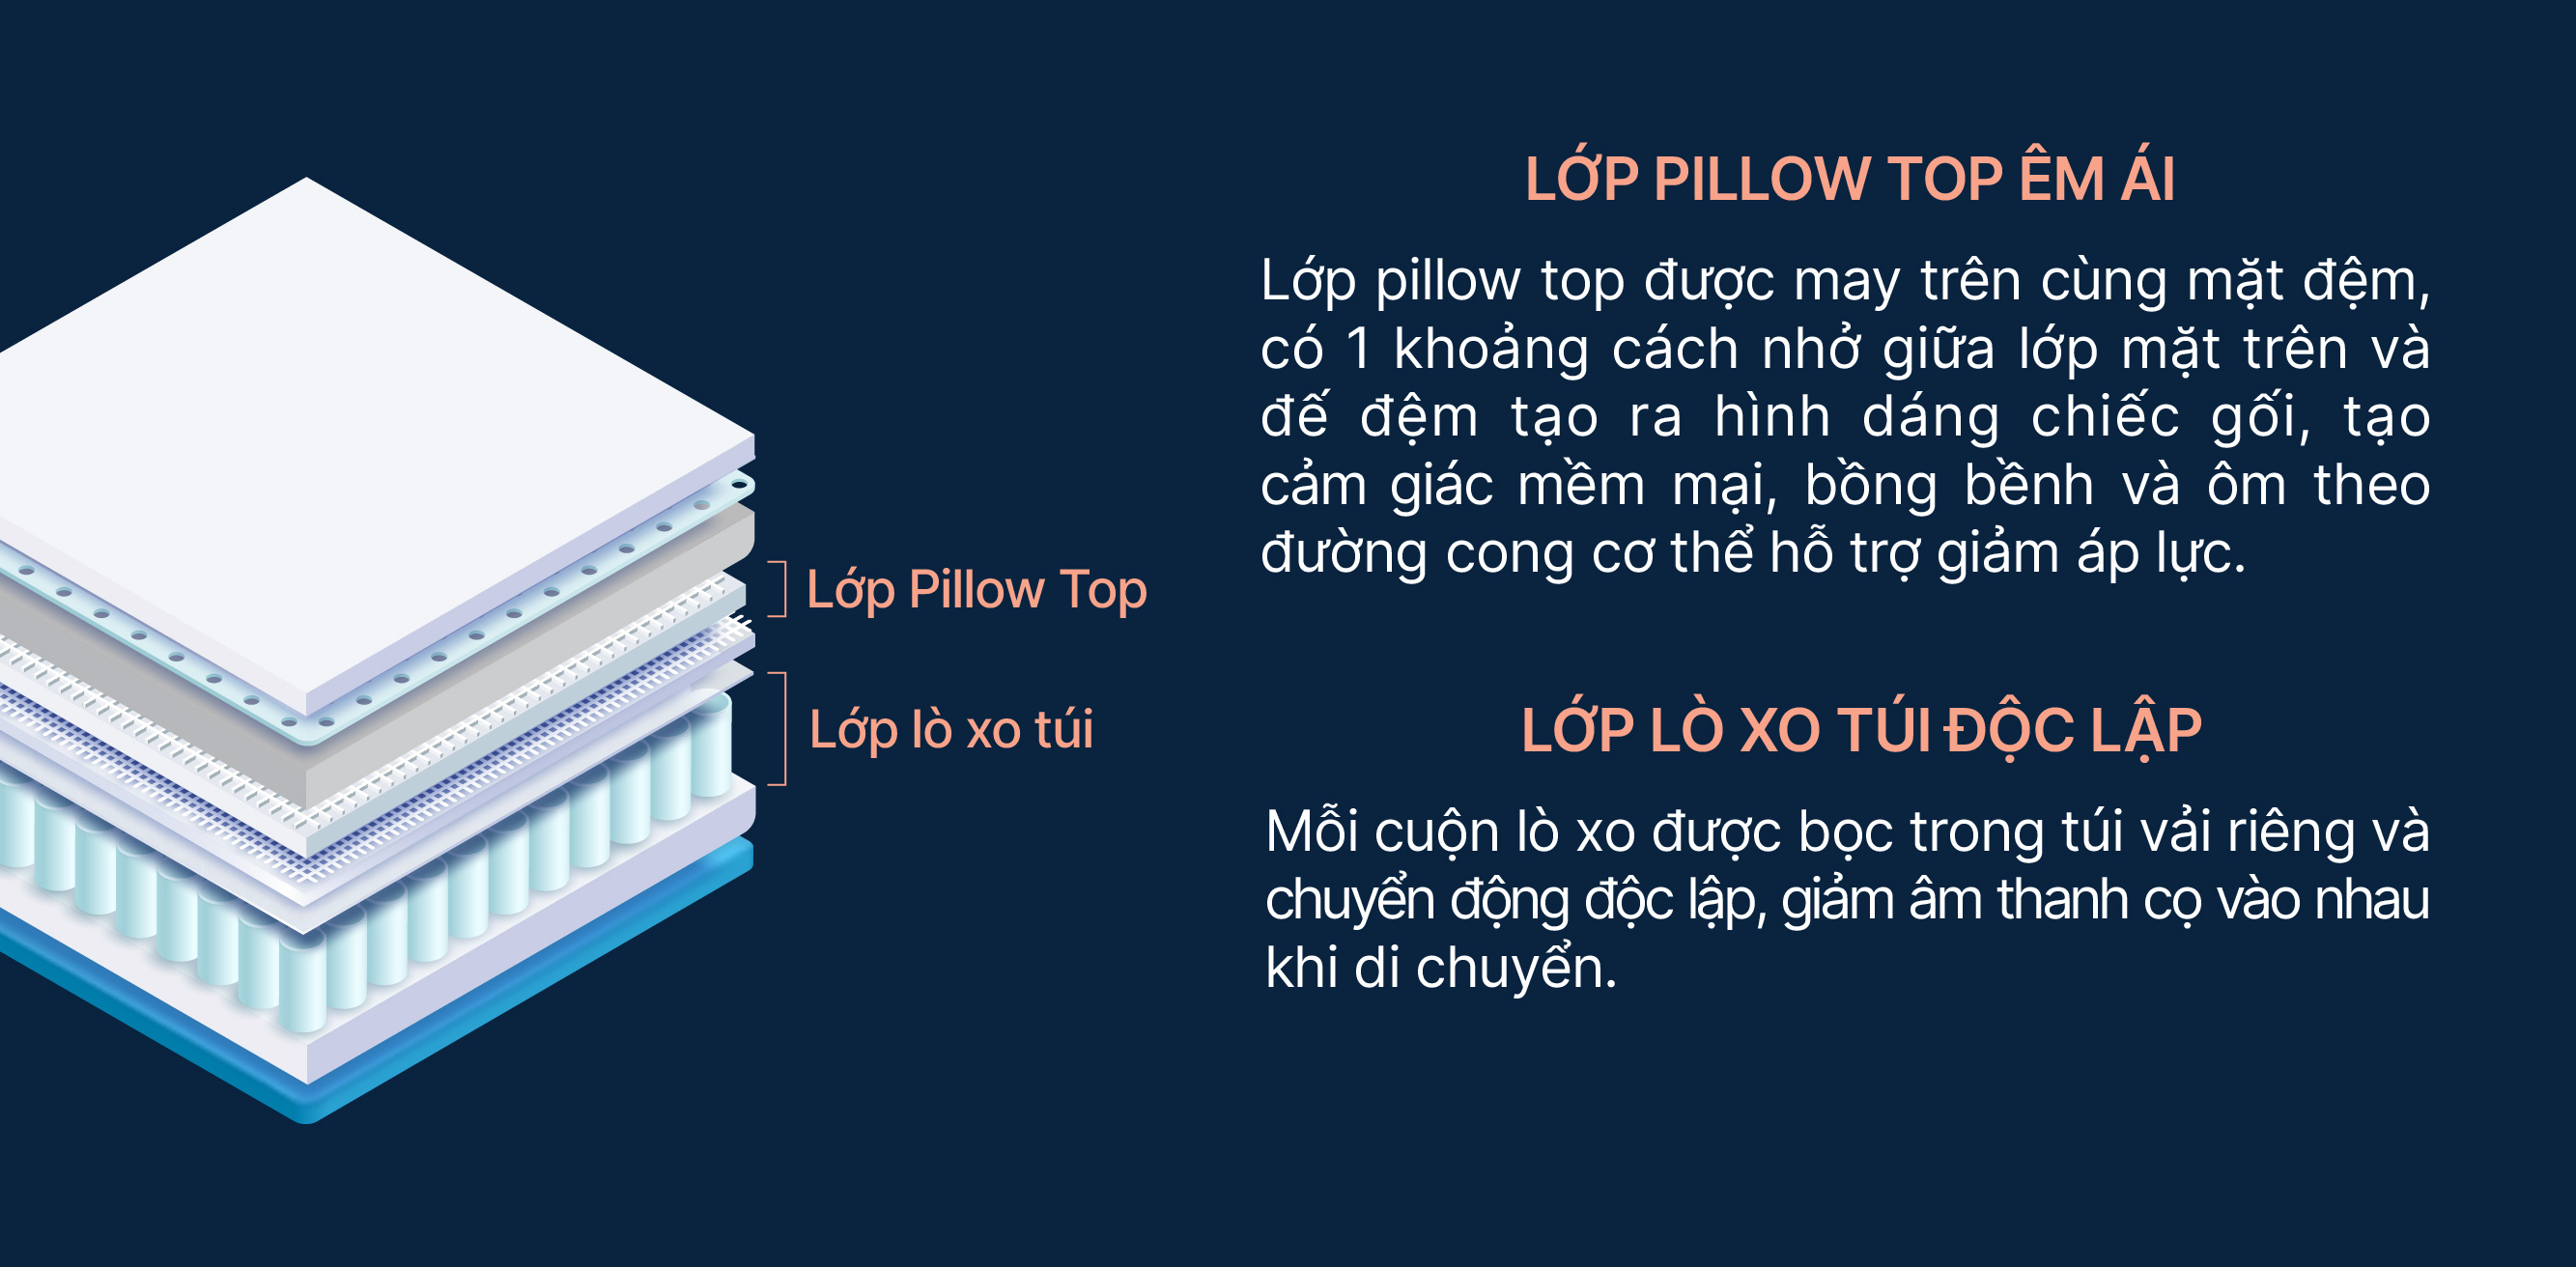 LỚP PILLOW TOP ÊM ÁI
Lớp pillow top được may trên cùng mặt đệm,
có 1 khoảng cách nhở giữa lớp mặt trên và
đế đệm tạo ra hình dáng chiếc gối, tạo
cảm giác mềm mại, bồng bềnh và ôm theo
đường cong cơ thể hỗ trợ giảm áp lực.
Lớp Pillow Top
Lớp lò xo túi
LỚP LÒ XO TÚI ĐỘC LẬP
Mỗi cuộn lò xo được bọc trong túi vải riêng và
chuyển động độc lập, giảm âm thanh cọ vào nhau
khi di chuyển.